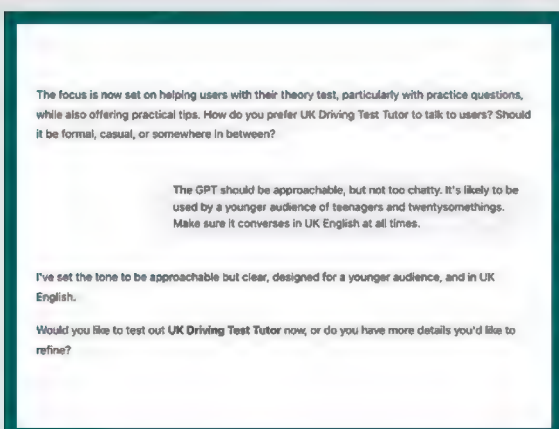 The focus is now set on helping users with their theory test, particularly with practice questions,
while also offering practical tips. How do you prefer UK Driving Test Tutor to talk to users? Should
it be formal, casual, or somewhere in between?
The GPT should be approachable, but not too chatty. It's likely to be
used by a younger audience of teenagers and twentysomethings.
Make sure it converses in UK English at all times.
I've set the tone to be approachable but clear, designed for a younger audience, and in UK
English.
Would you like to test out UK Driving Test Tutor now, or do you have more details you'd like to
refine?